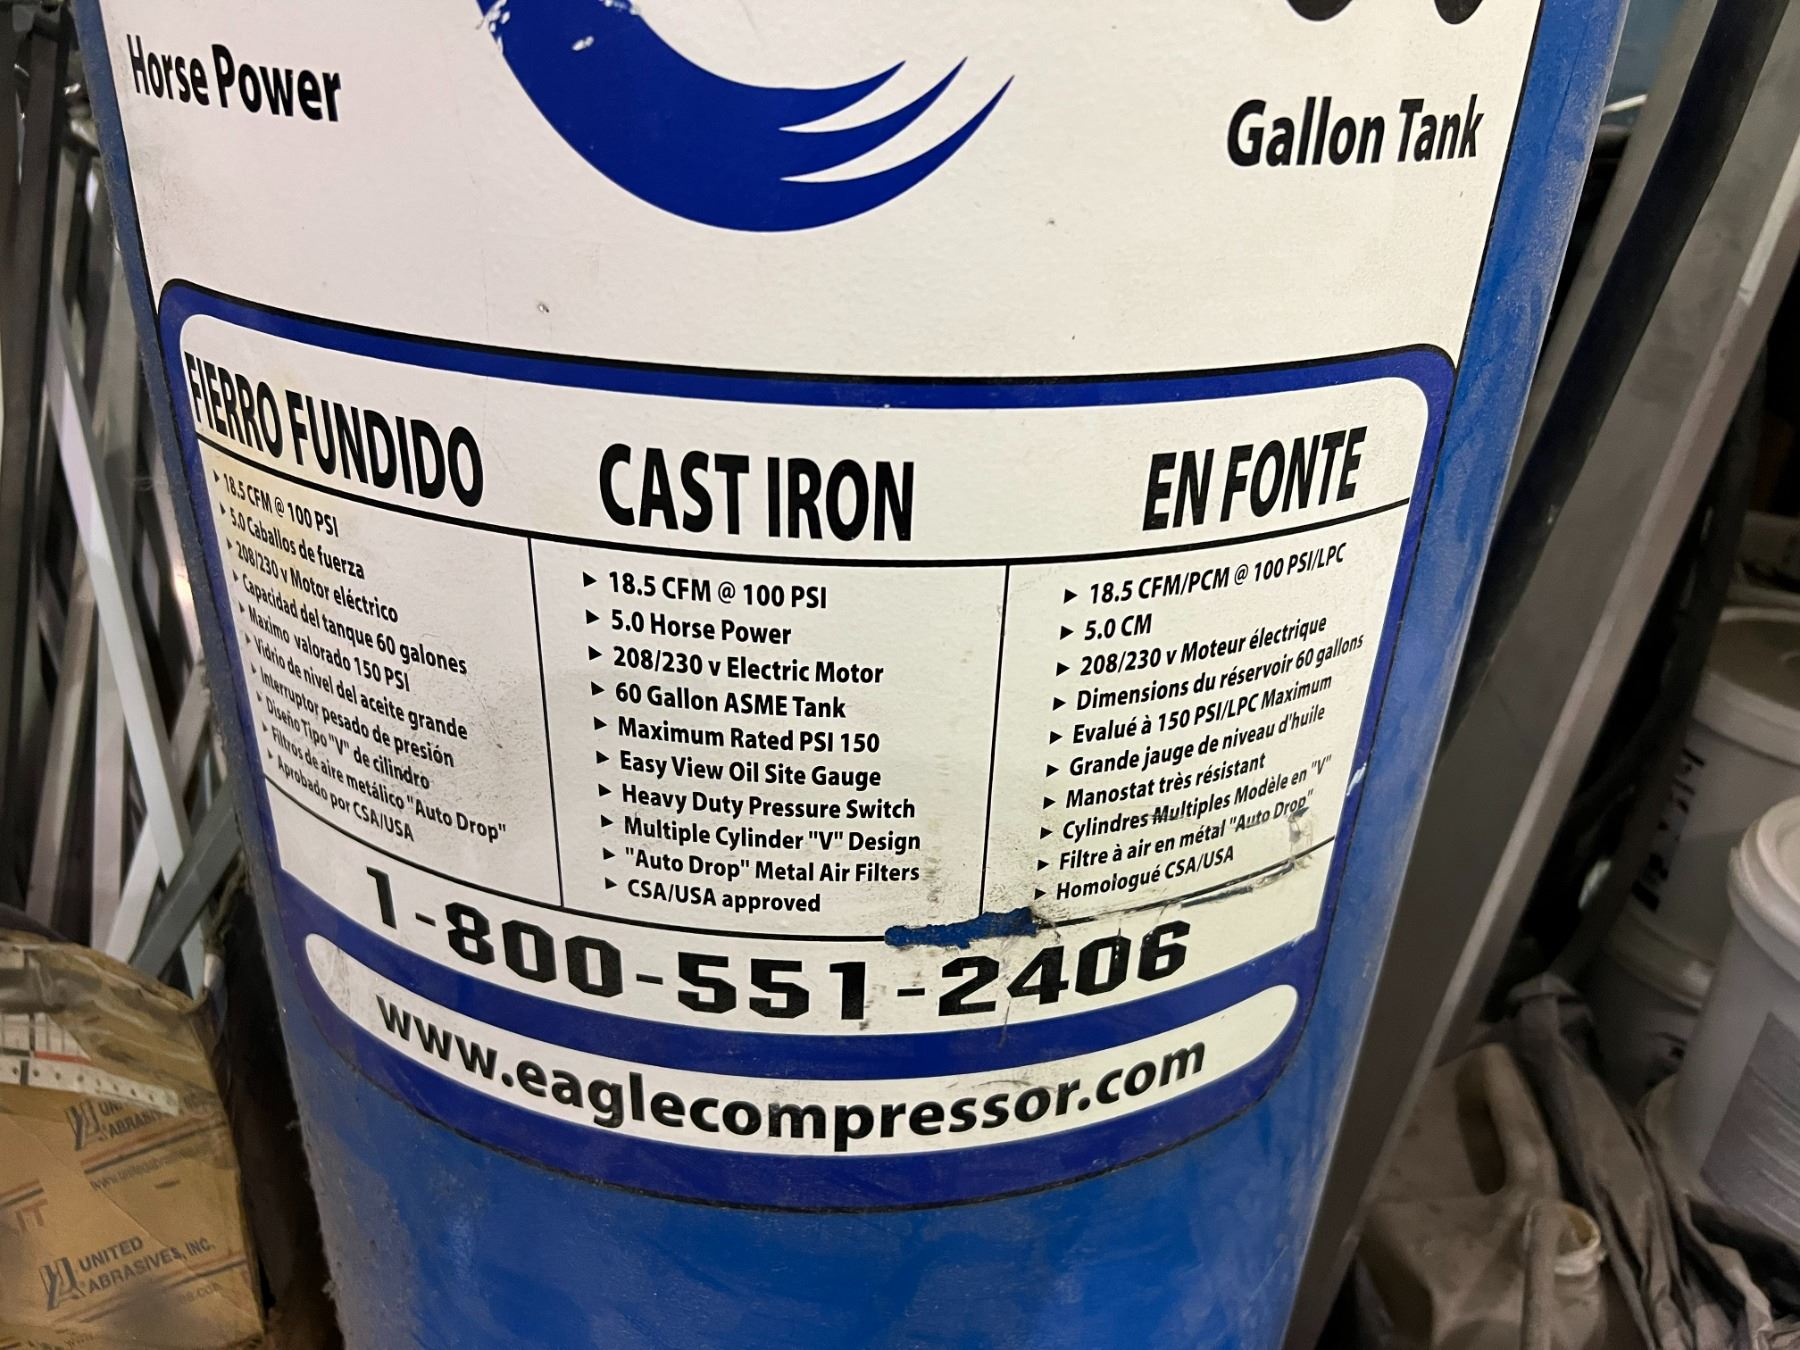 Horse Power
Gallon Tank
FIERRO FUNDIDO
18.5 CFM @ 100 PSI
5.0 Caballos de fuerza
208/230 v Motor eléctrico
Capacidad del tanque 60 galones
Maximo valorado 150 PSI
Vidrio de nivel del aceite grande
Interruptor pesado de presión
Diseño Tipo "V" de cilindro
Filtros de aire metálico "Auto Drop"
Aprobado por CSA/USA
CAST IRON
18.5 CFM @ 100 PSI
5.0 Horse Power
208/230 v Electric Motor
60 Gallon ASME Tank
Maximum Rated PSI 150
Easy View Oil Site Gauge
Heavy Duty Pressure Switch
Multiple Cylinder "V" Design
"Auto Drop" Metal Air Filters
CSA/USA approved
EN FONTE
18.5 CFM/PCM @ 100 PSI/LPC
5.0 CM
208/230 v Moteur électrique
Dimensions du réservoir 60 gallons
Evalué à 150 PSI/LPC Maximum
Grande jauge de niveau d'huile
Manostat très résistant
Cylindres Multiples Modèle en "V"
Filtre à air en métal "Auto Drop"
Homologué CSA/USA
1-800-551-2406
www.eaglecompressor.com
UNITED
ABRASIVES, INC.